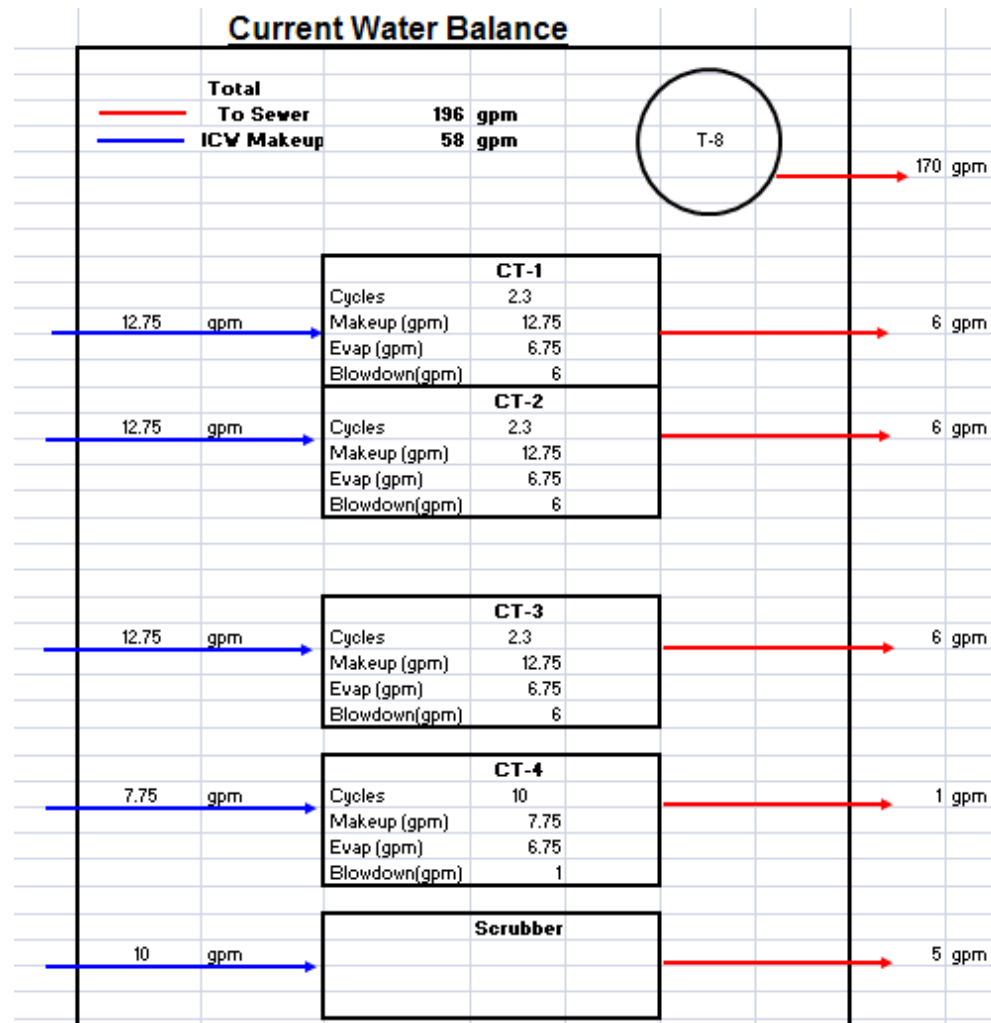 Current Water Balance
Total
To Sewer 196 gpm
ICW Makeup 58 gpm
T-8
170 gpm
CT-1
Cycles 2.3
12.75 gpm Makeup (gpm) 12.75 6 gpm
Evap (gpm) 6.75
Blowdown(gpm) 6
CT-2
12.75 gpm Cycles 2.3 6 gpm
Makeup (gpm) 12.75
Evap (gpm) 6.75
Blowdown(gpm) 6
CT-3
12.75 gpm Cycles 2.3 6 gpm
Makeup (gpm) 12.75
Evap (gpm) 6.75
Blowdown(gpm) 6
CT-4
7.75 gpm Cycles 10 1 gpm
Makeup (gpm) 7.75
Evap (gpm) 6.75
Blowdown(gpm) 1
Scrubber
10 gpm 5 gpm